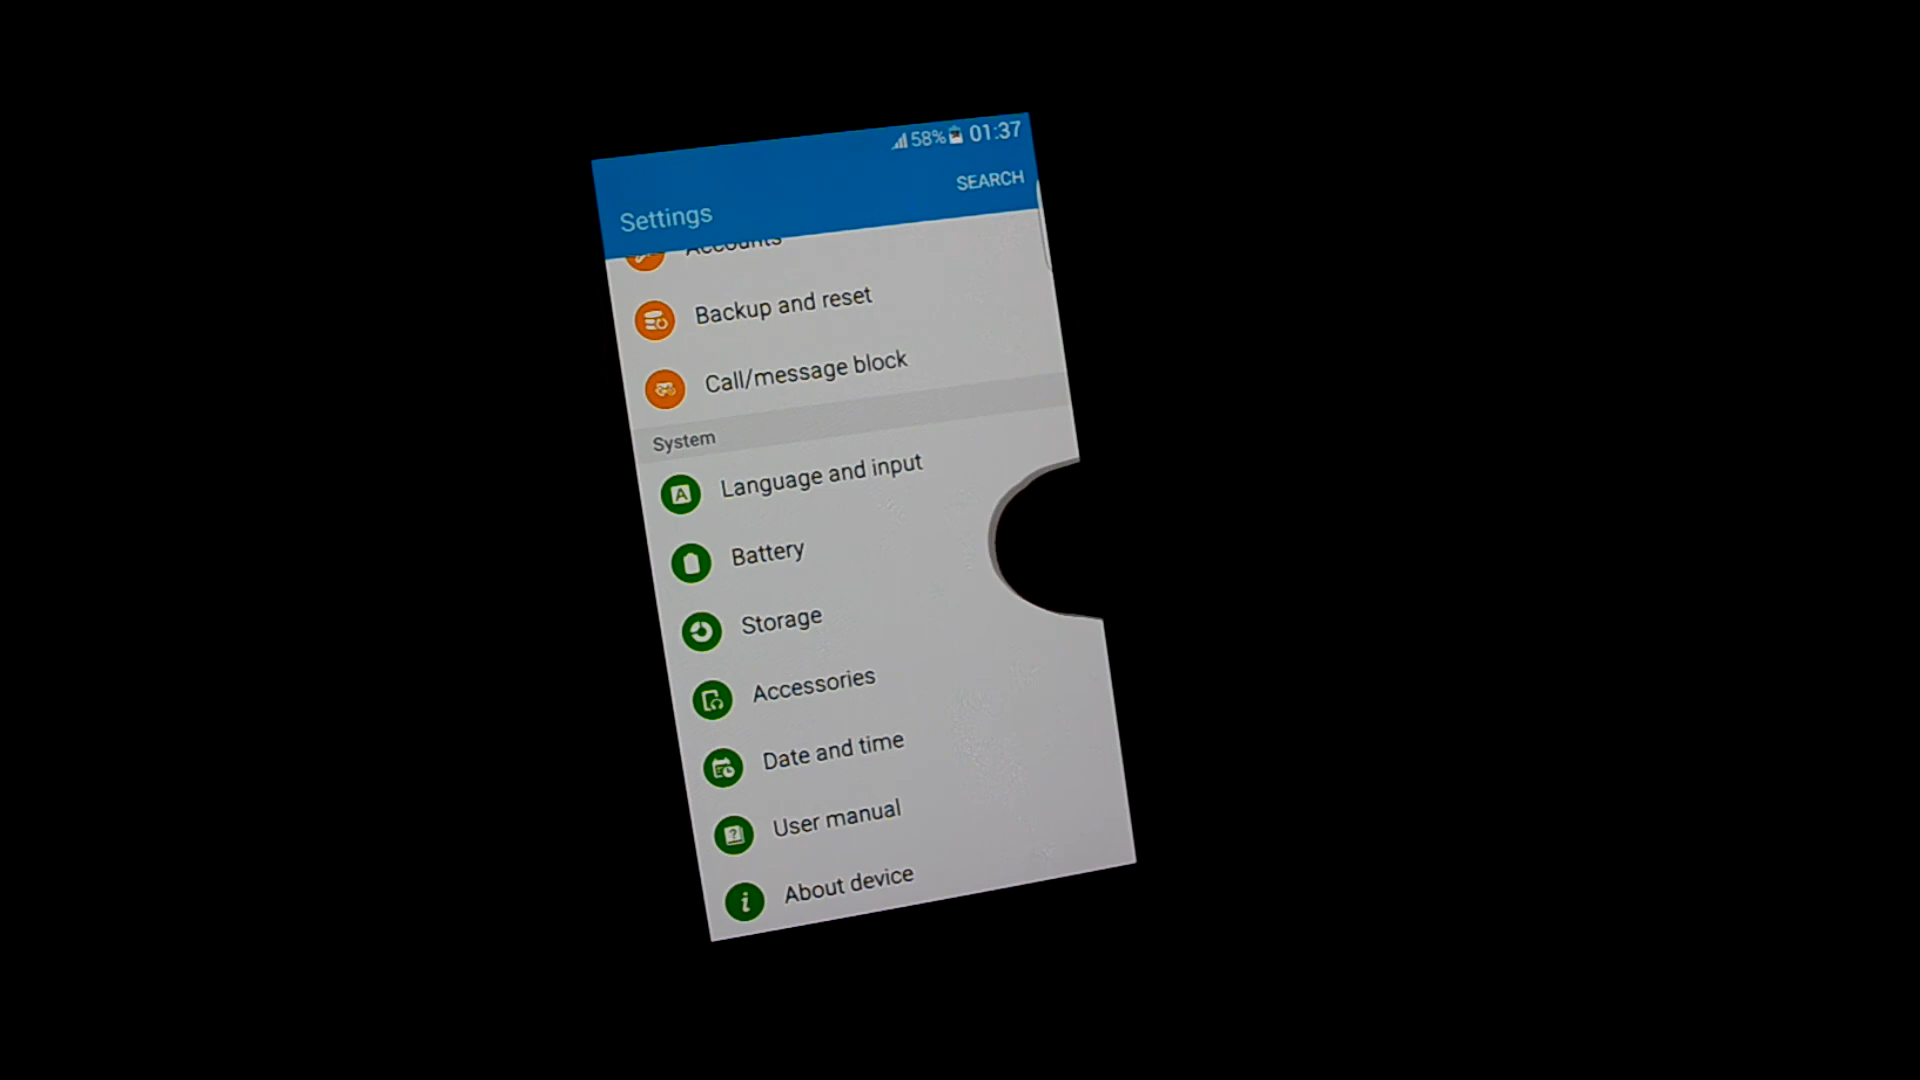 58% 01:37
SEARCH
Settings
Accounts
Backup and reset
Call/message block
System
Language and input
Battery
Storage
Accessories
Date and time
User manual
About device